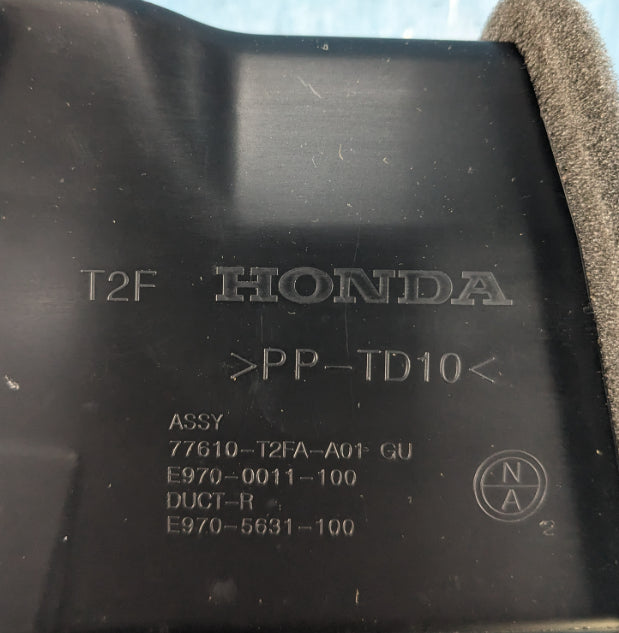 T2F HONDA
>PP-TD10<
ASSY
77610-T2FA-A01 GU
E970-0011-100
DUCT-R
E970-5631-100
N
A
2